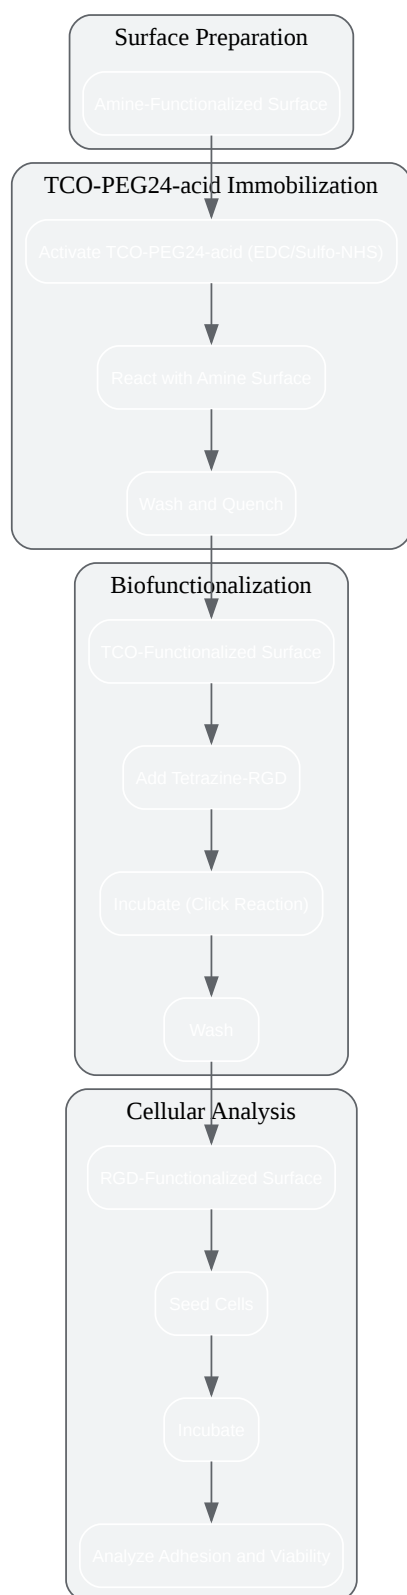 Surface Preparation
Amine-Functionalized Surface
TCO-PEG24-acid Immobilization
Activate TCO-PEG24-acid (EDC/Sulfo-NHS)
React with Amine Surface
Wash and Quench
Biofunctionalization
TCO-Functionalized Surface
Add Tetrazine-RGD
Incubate (Click Reaction)
Wash
Cellular Analysis
RGD-Functionalized Surface
Seed Cells
Incubate
Analyze Adhesion and Viability